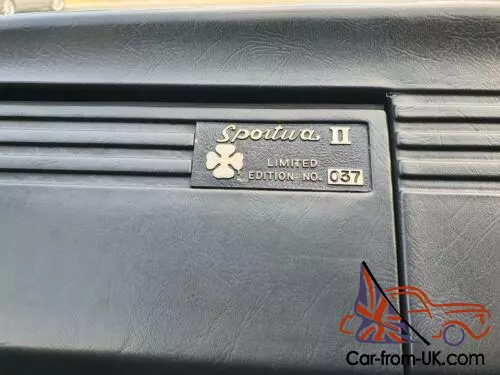 Sportiva II
LIMITED
EDITION-NO. 037
Car-from-UK.com